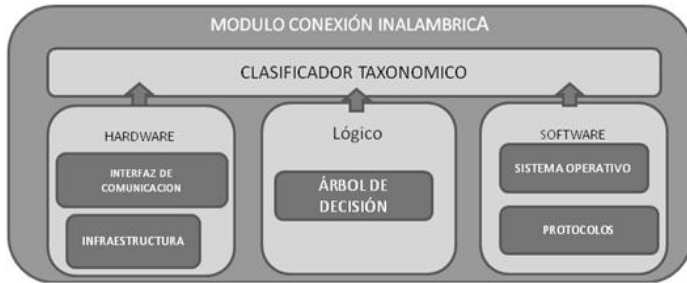 MODULO CONEXIÓN INALAMBRICA
CLASIFICADOR TAXONOMICO
HARDWARE
INTERFAZ DE
COMUNICACION
INFRAESTRUCTURA
Lógico
ÁRBOL DE
DECISIÓN
SOFTWARE
SISTEMA OPERATIVO
PROTOCOLOS